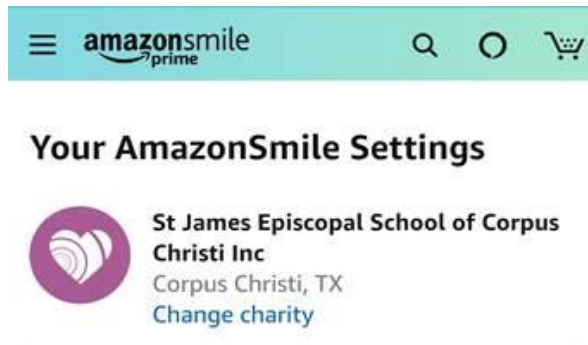 amazonsmile
prime
Your AmazonSmile Settings
St James Episcopal School of Corpus
Christi Inc
Corpus Christi, TX
Change charity